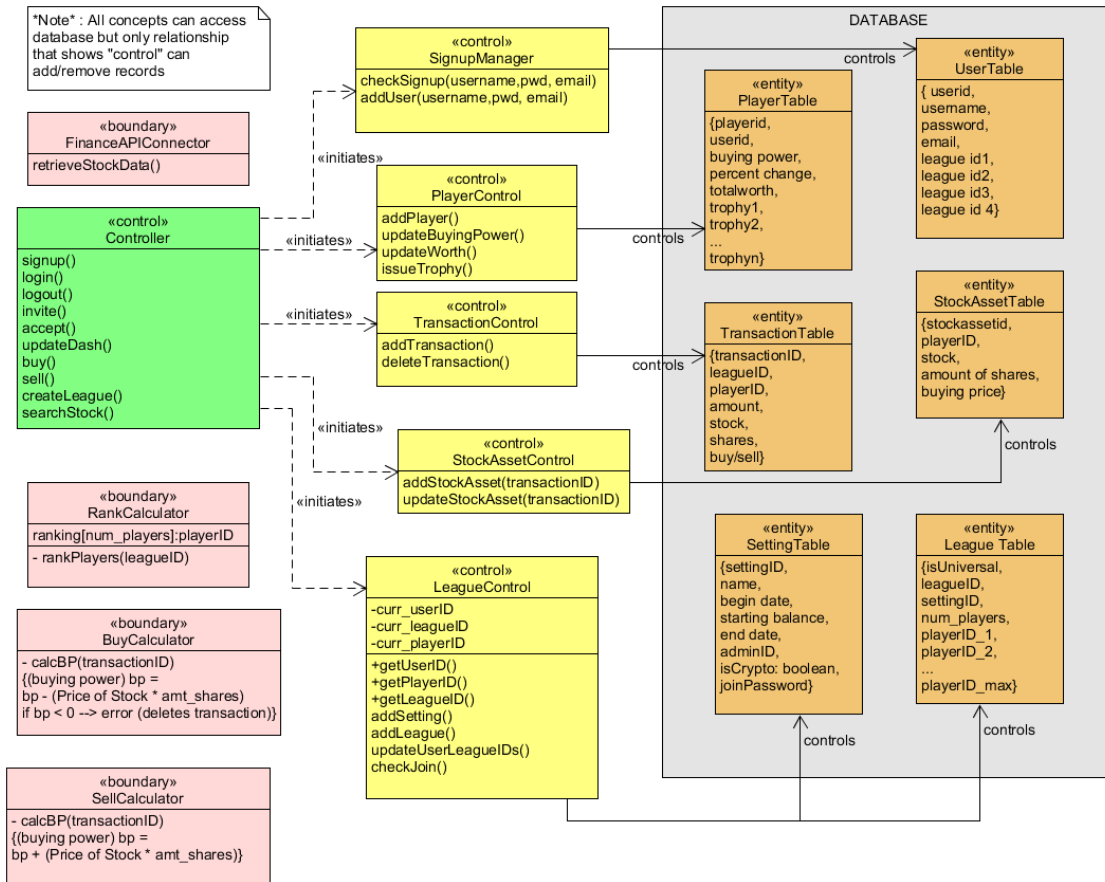 *Note* : All concepts can access
database but only relationship
that shows "control" can
add/remove records
«boundary»
FinanceAPIConnector
retrieveStockData()
«control»
Controller
signup()
login()
logout()
invite()
accept()
updateDash()
buy()
sell()
createLeague()
searchStock()
«boundary»
RankCalculator
ranking[num_players]:playerID
- rankPlayers(leagueID)
«boundary»
BuyCalculator
- calcBP(transactionID)
{(buying power) bp =
bp - (Price of Stock * amt_shares)
if bp < 0 --> error (deletes transaction)}
«boundary»
SellCalculator
- calcBP(transactionID)
{(buying power) bp =
bp + (Price of Stock * amt_shares)}
«initiates»
«initiates»
«initiates»
«initiates»
«initiates»
«control»
SignupManager
checkSignup(username,pwd, email)
addUser(username,pwd, email)
«control»
PlayerControl
addPlayer()
updateBuyingPower()
updateWorth()
issueTrophy()
«control»
TransactionControl
addTransaction()
deleteTransaction()
«control»
StockAssetControl
addStockAsset(transactionID)
updateStockAsset(transactionID)
«control»
LeagueControl
-curr_userID
-curr_leagueID
-curr_playerID
+getUserID()
+getPlayerID()
+getLeagueID()
addSetting()
addLeague()
updateUserLeagueIDs()
checkJoin()
DATABASE
controls
controls
controls
controls
controls
controls
«entity»
PlayerTable
{playerid,
userid,
buying power,
percent change,
totalworth,
trophy1,
trophy2,
...
trophyn}
«entity»
UserTable
{ userid,
username,
password,
email,
league id1,
league id2,
league id3,
league id 4}
«entity»
TransactionTable
{transactionID,
leagueID,
playerID,
amount,
stock,
shares,
buy/sell}
«entity»
StockAssetTable
{stockassetid,
playerID,
stock,
amount of shares,
buying price}
«entity»
SettingTable
{settingID,
name,
begin date,
starting balance,
end date,
adminID,
isCrypto: boolean,
joinPassword}
«entity»
League Table
{isUniversal,
leagueID,
settingID,
num_players,
playerID_1,
playerID_2,
...
playerID_max}